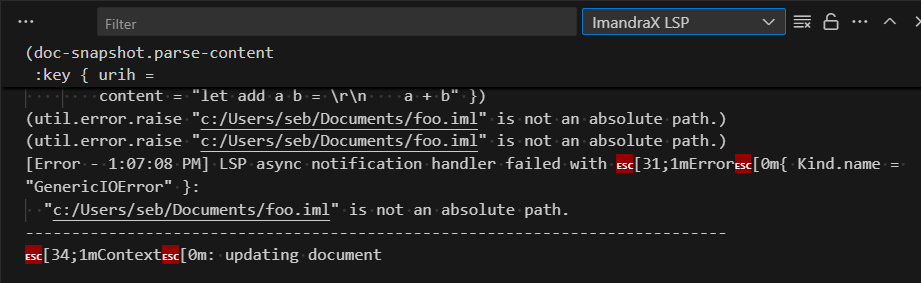 Filter
ImandraX LSP
(doc-snapshot.parse-content
 :key { urih =
        content = "let add a b = \r\n    a + b" })
(util.error.raise "c:/Users/seb/Documents/foo.iml" is not an absolute path.)
(util.error.raise "c:/Users/seb/Documents/foo.iml" is not an absolute path.)
[Error - 1:07:08 PM] LSP async notification handler failed with ESC[31;1mErrorESC[0m{ Kind.name =
"GenericIOError" }:
  "c:/Users/seb/Documents/foo.iml" is not an absolute path.
------------------------------------------------------------------------
ESC[34;1mContextESC[0m: updating document